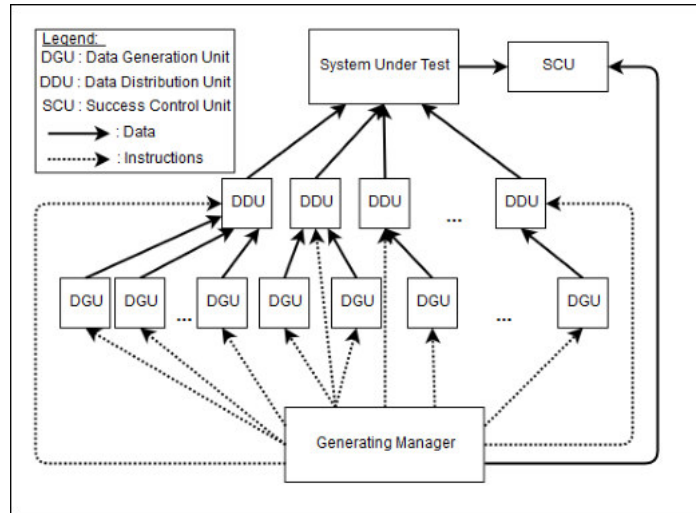 Legend:
DGU : Data Generation Unit
DDU : Data Distribution Unit
SCU : Success Control Unit
: Data
: Instructions
System Under Test
SCU
DDU
DDU
DDU
...
DDU
DGU
DGU
...
DGU
DGU
DGU
DGU
...
DGU
Generating Manager